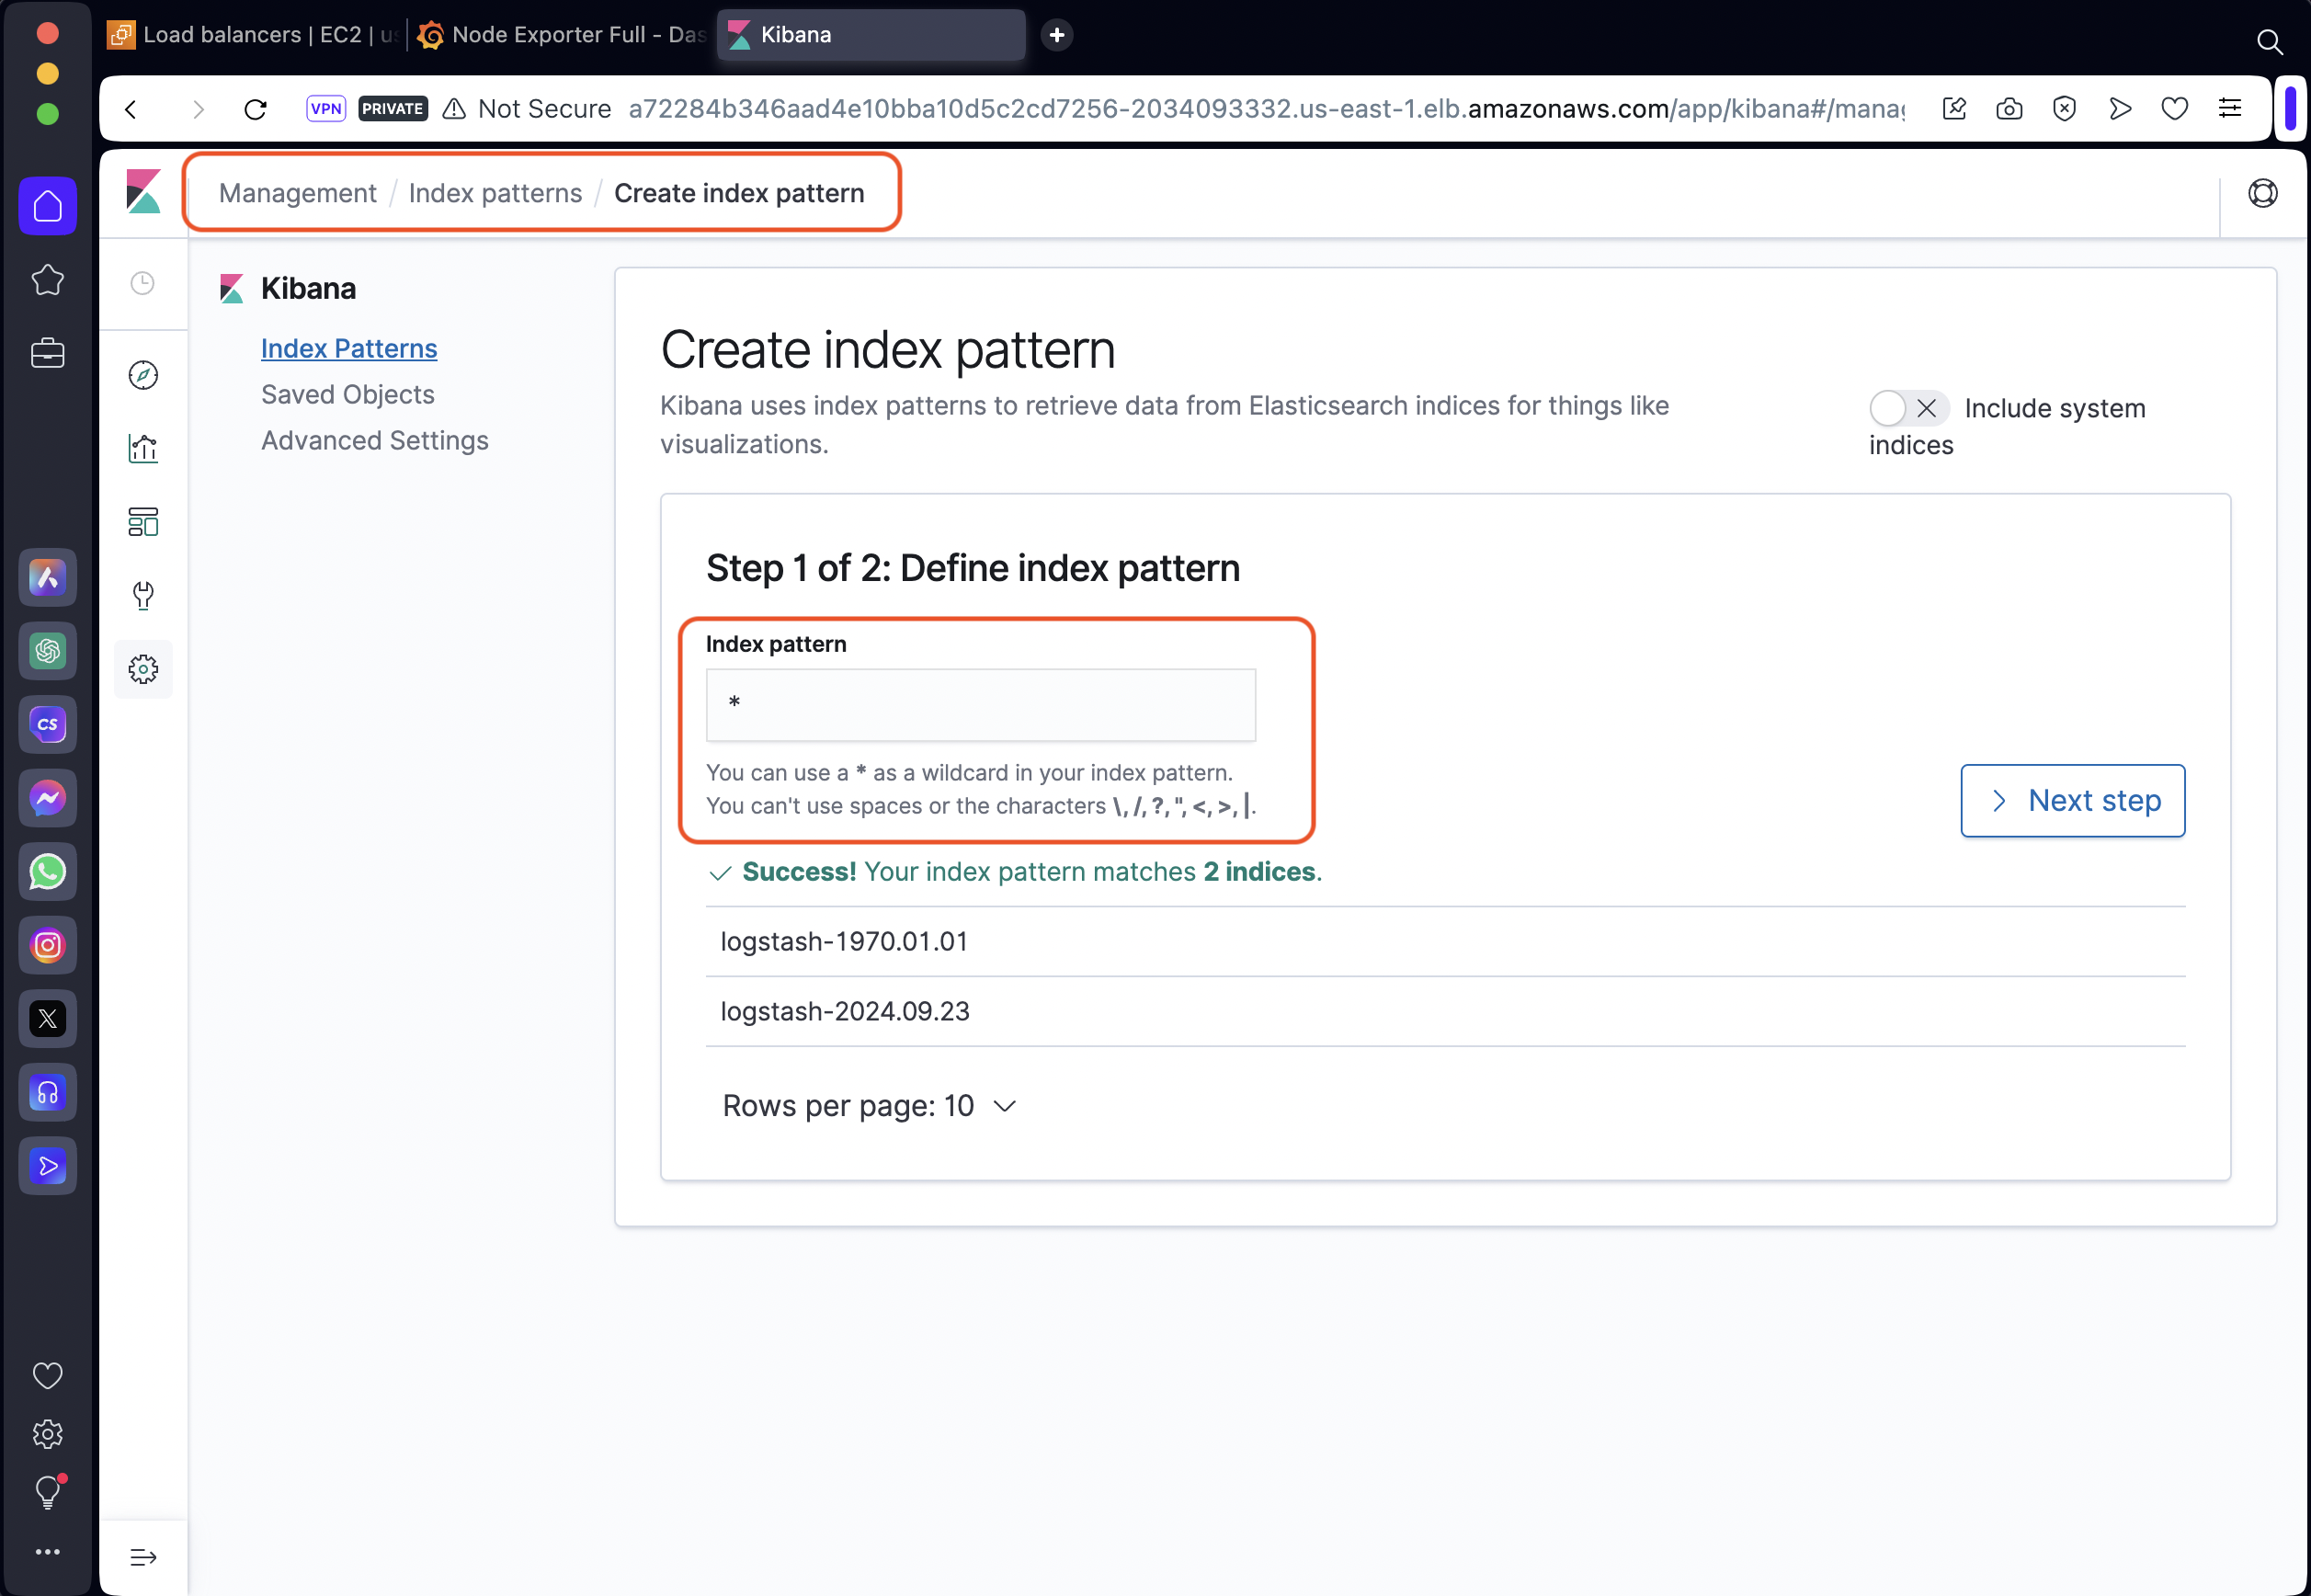 Load balancers | EC2 | us
Node Exporter Full - Das
Kibana
VPN
PRIVATE
Not Secure
a72284b346aad4e10bba10d5c2cd7256-2034093332.us-east-1.elb.amazonaws.com/app/kibana#/manag
Management / Index patterns / Create index pattern
Kibana
Index Patterns
Saved Objects
Advanced Settings
Create index pattern
Kibana uses index patterns to retrieve data from Elasticsearch indices for things like
visualizations.
Include system
indices
Step 1 of 2: Define index pattern
Index pattern
*
You can use a * as a wildcard in your index pattern.
You can't use spaces or the characters \, /, ?, ", <, >, |.
Next step
Success! Your index pattern matches 2 indices.
logstash-1970.01.01
logstash-2024.09.23
Rows per page: 10
CS